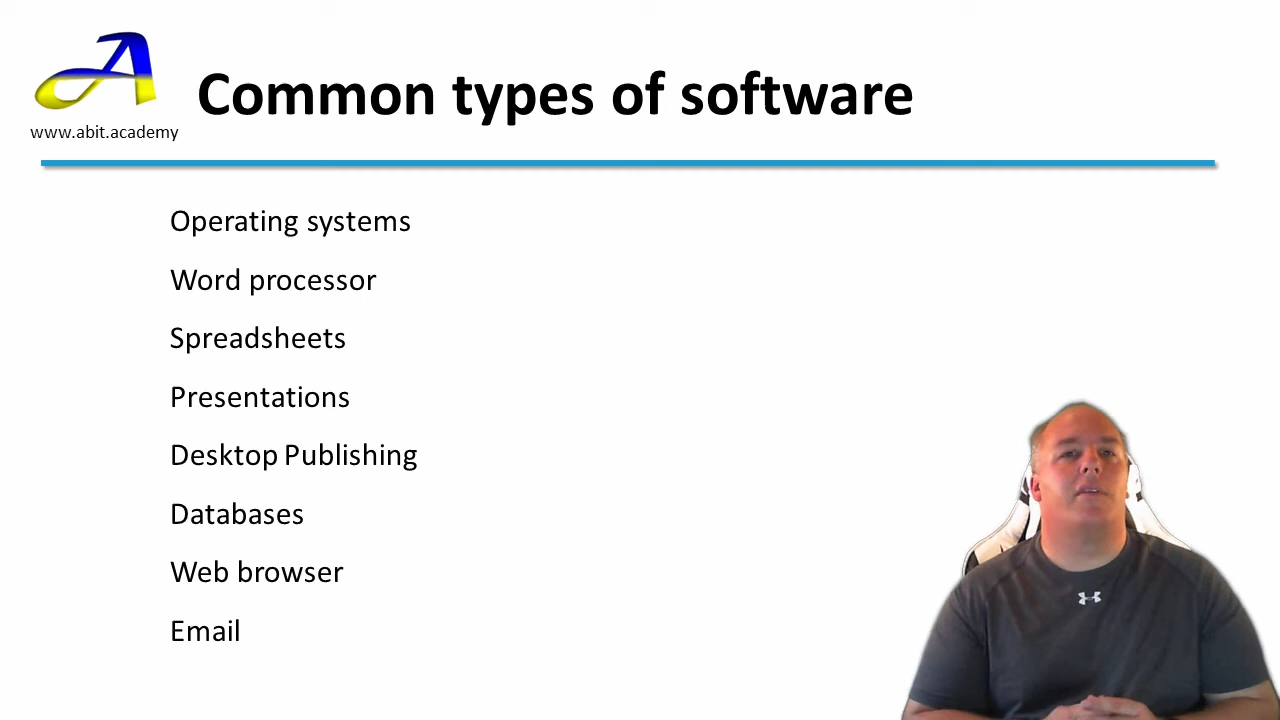 Common types of software
www.abit.academy
Operating systems
Word processor
Spreadsheets
Presentations
Desktop Publishing
Databases
Web browser
Email